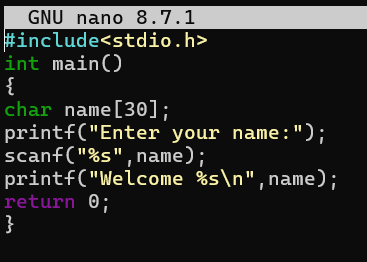 GNU nano 8.7.1
#include<stdio.h>
int main()
{
char name[30];
printf("Enter your name:");
scanf("%s",name);
printf("Welcome %s\n",name);
return 0;
}